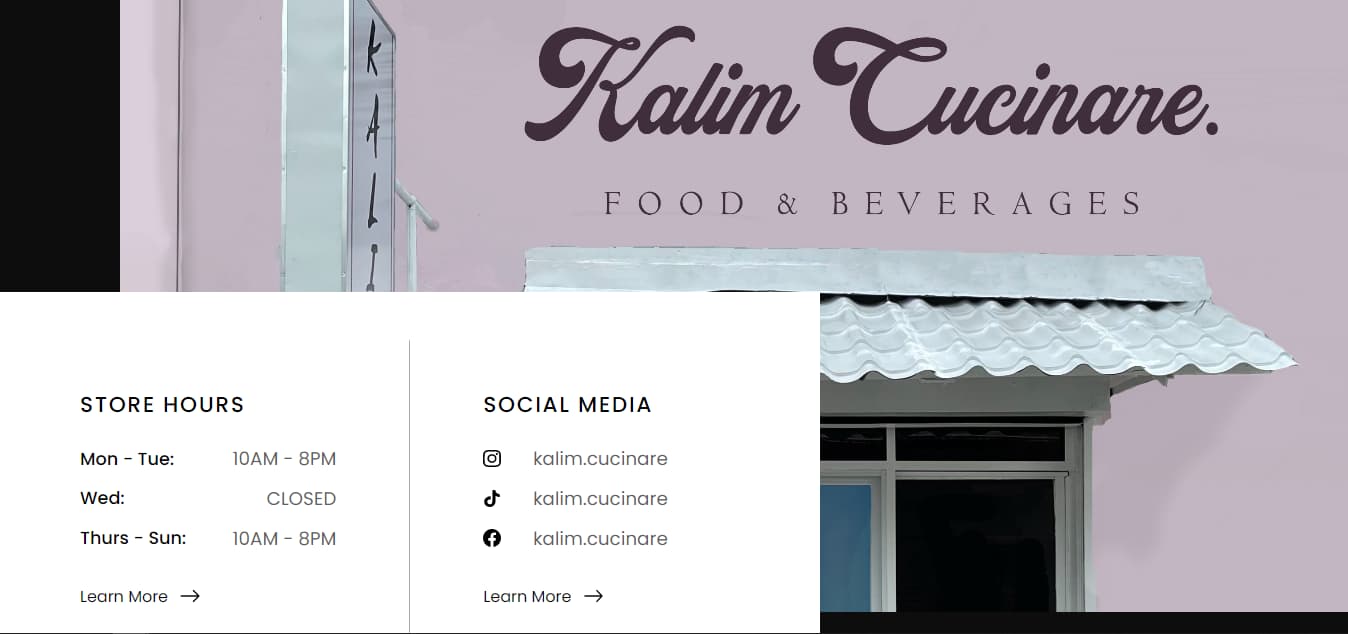 KAL
Kalim Cucinare.
FOOD & BEVERAGES
STORE HOURS
Mon - Tue: 10AM - 8PM
Wed: CLOSED
Thurs - Sun: 10AM - 8PM
Learn More →
SOCIAL MEDIA
kalim.cucinare
kalim.cucinare
kalim.cucinare
Learn More →